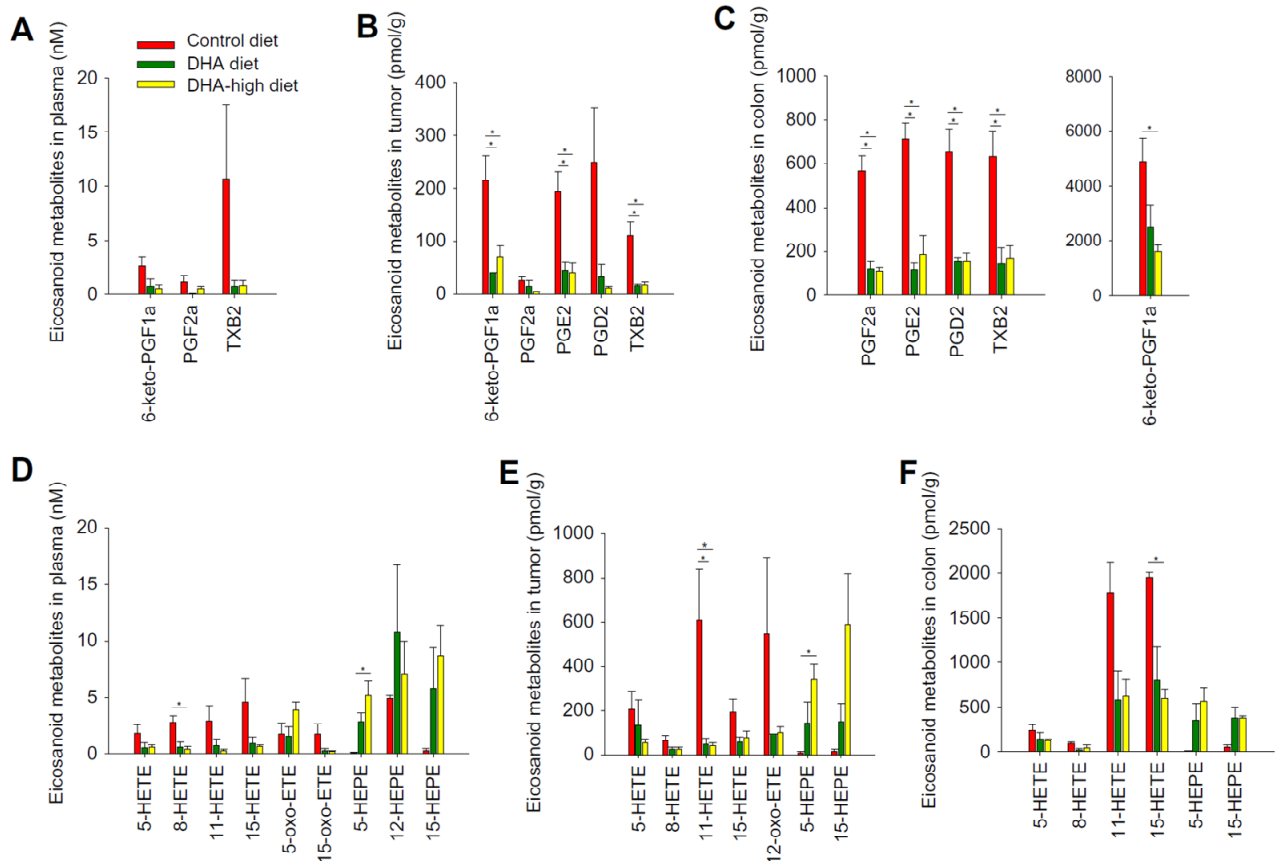 A
Control diet
DHA diet
DHA-high diet
Eicosanoid metabolites in plasma (nM)
20
15
10
5
0
6-keto-PGF1a
PGF2a
TXB2
B
Eicosanoid metabolites in tumor (pmol/g)
400
300
200
100
0
* * * * * *
6-keto-PGF1a
PGF2a
PGE2
PGD2
TXB2
C
Eicosanoid metabolites in colon (pmol/g)
1000
800
600
400
200
0
* * * * * * * *
PGF2a
PGE2
PGD2
TXB2
8000
6000
4000
2000
0
*
6-keto-PGF1a
D
Eicosanoid metabolites in plasma (nM)
20
15
10
5
0
* *
5-HETE
8-HETE
11-HETE
15-HETE
5-oxo-ETE
15-oxo-ETE
5-HEPE
12-HEPE
15-HEPE
E
Eicosanoid metabolites in tumor (pmol/g)
1000
800
600
400
200
0
* * *
5-HETE
8-HETE
11-HETE
15-HETE
12-oxo-ETE
5-HEPE
15-HEPE
F
Eicosanoid metabolites in colon (pmol/g)
2500
2000
1500
1000
500
0
*
5-HETE
8-HETE
11-HETE
15-HETE
5-HEPE
15-HEPE